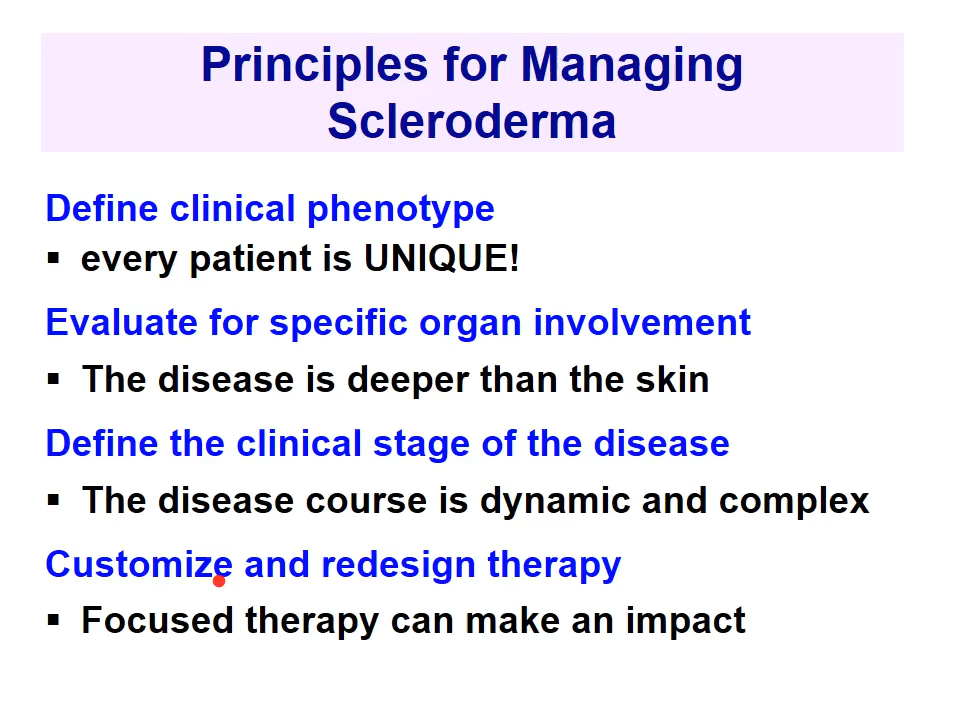 Principles for Managing
Scleroderma
Define clinical phenotype
▪ every patient is UNIQUE!
Evaluate for specific organ involvement
▪ The disease is deeper than the skin
Define the clinical stage of the disease
▪ The disease course is dynamic and complex
Customize and redesign therapy
▪ Focused therapy can make an impact